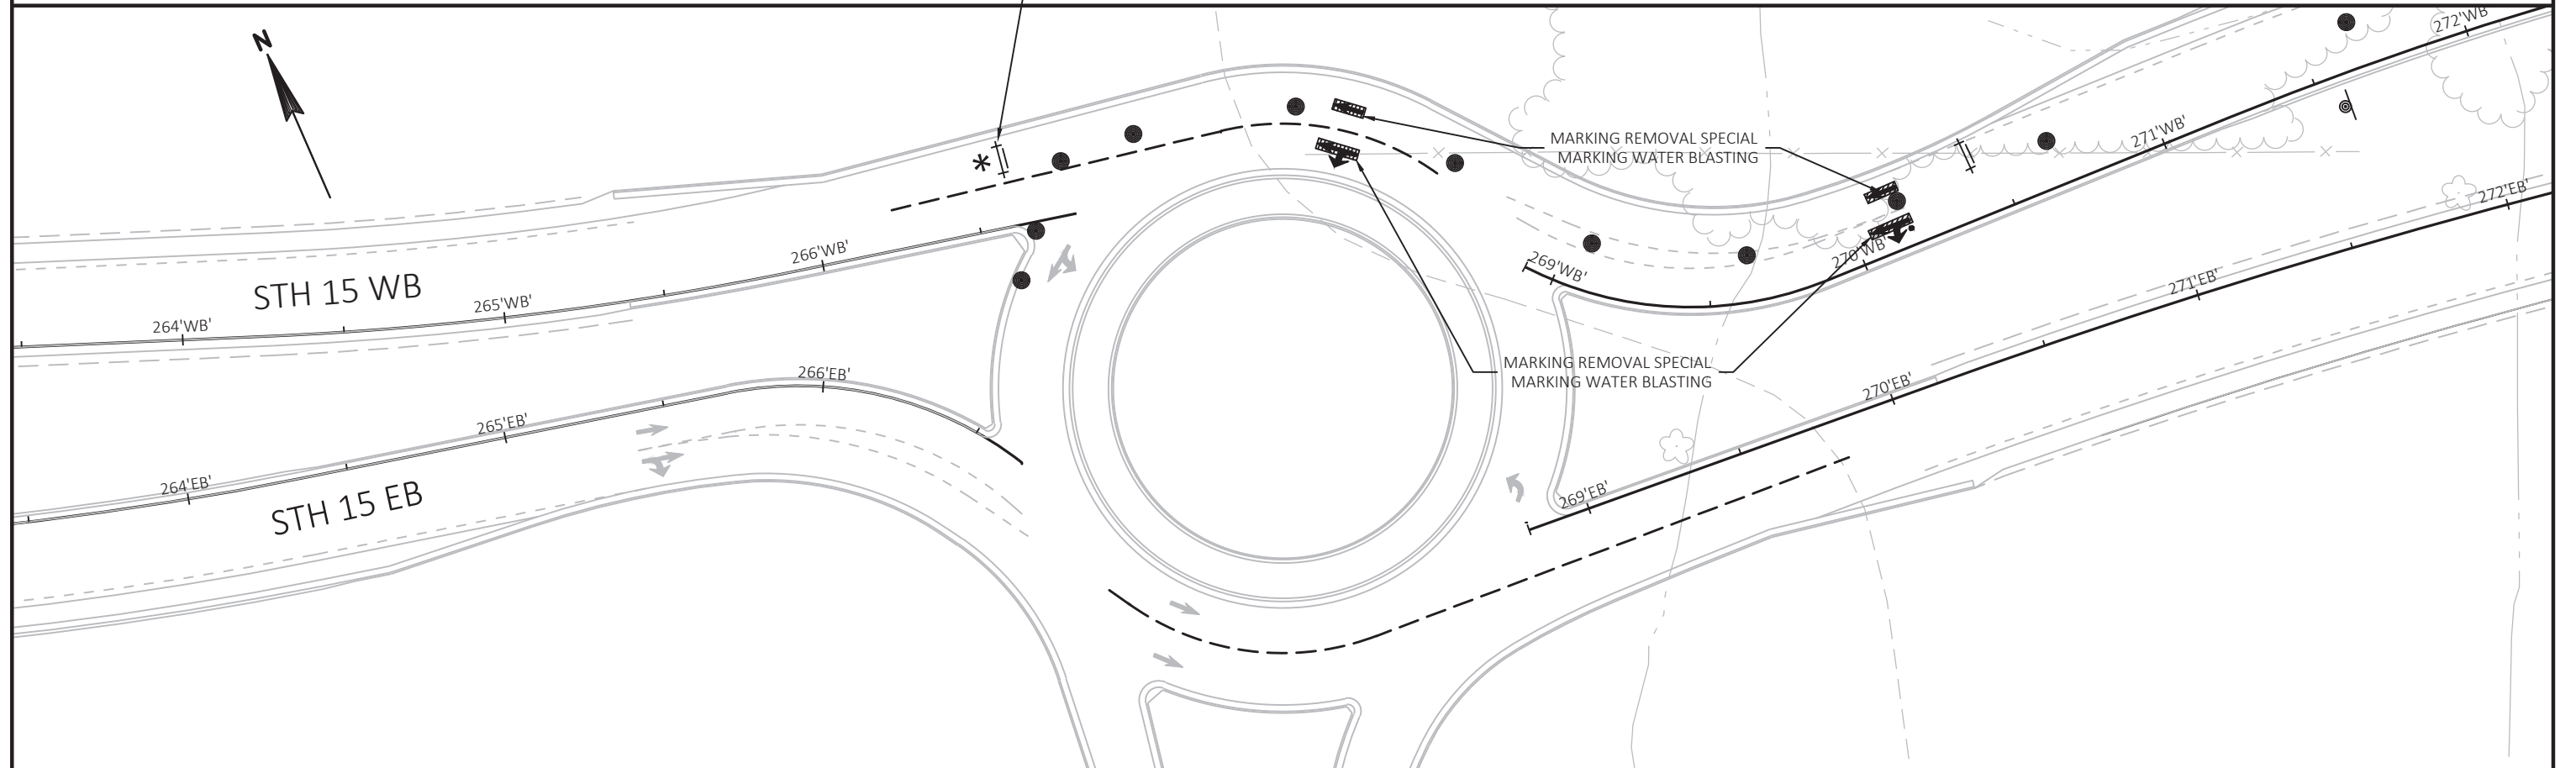 N
272'WB'
MARKING REMOVAL SPECIAL
MARKING WATER BLASTING
271'WB'
*
272'EB'
266'WB'
270'WB'
269'WB'
STH 15 WB
271'EB'
265'WB'
264'WB'
MARKING REMOVAL SPECIAL
MARKING WATER BLASTING
266'EB'
270'EB'
265'EB'
264'EB'
269'EB'
STH 15 EB